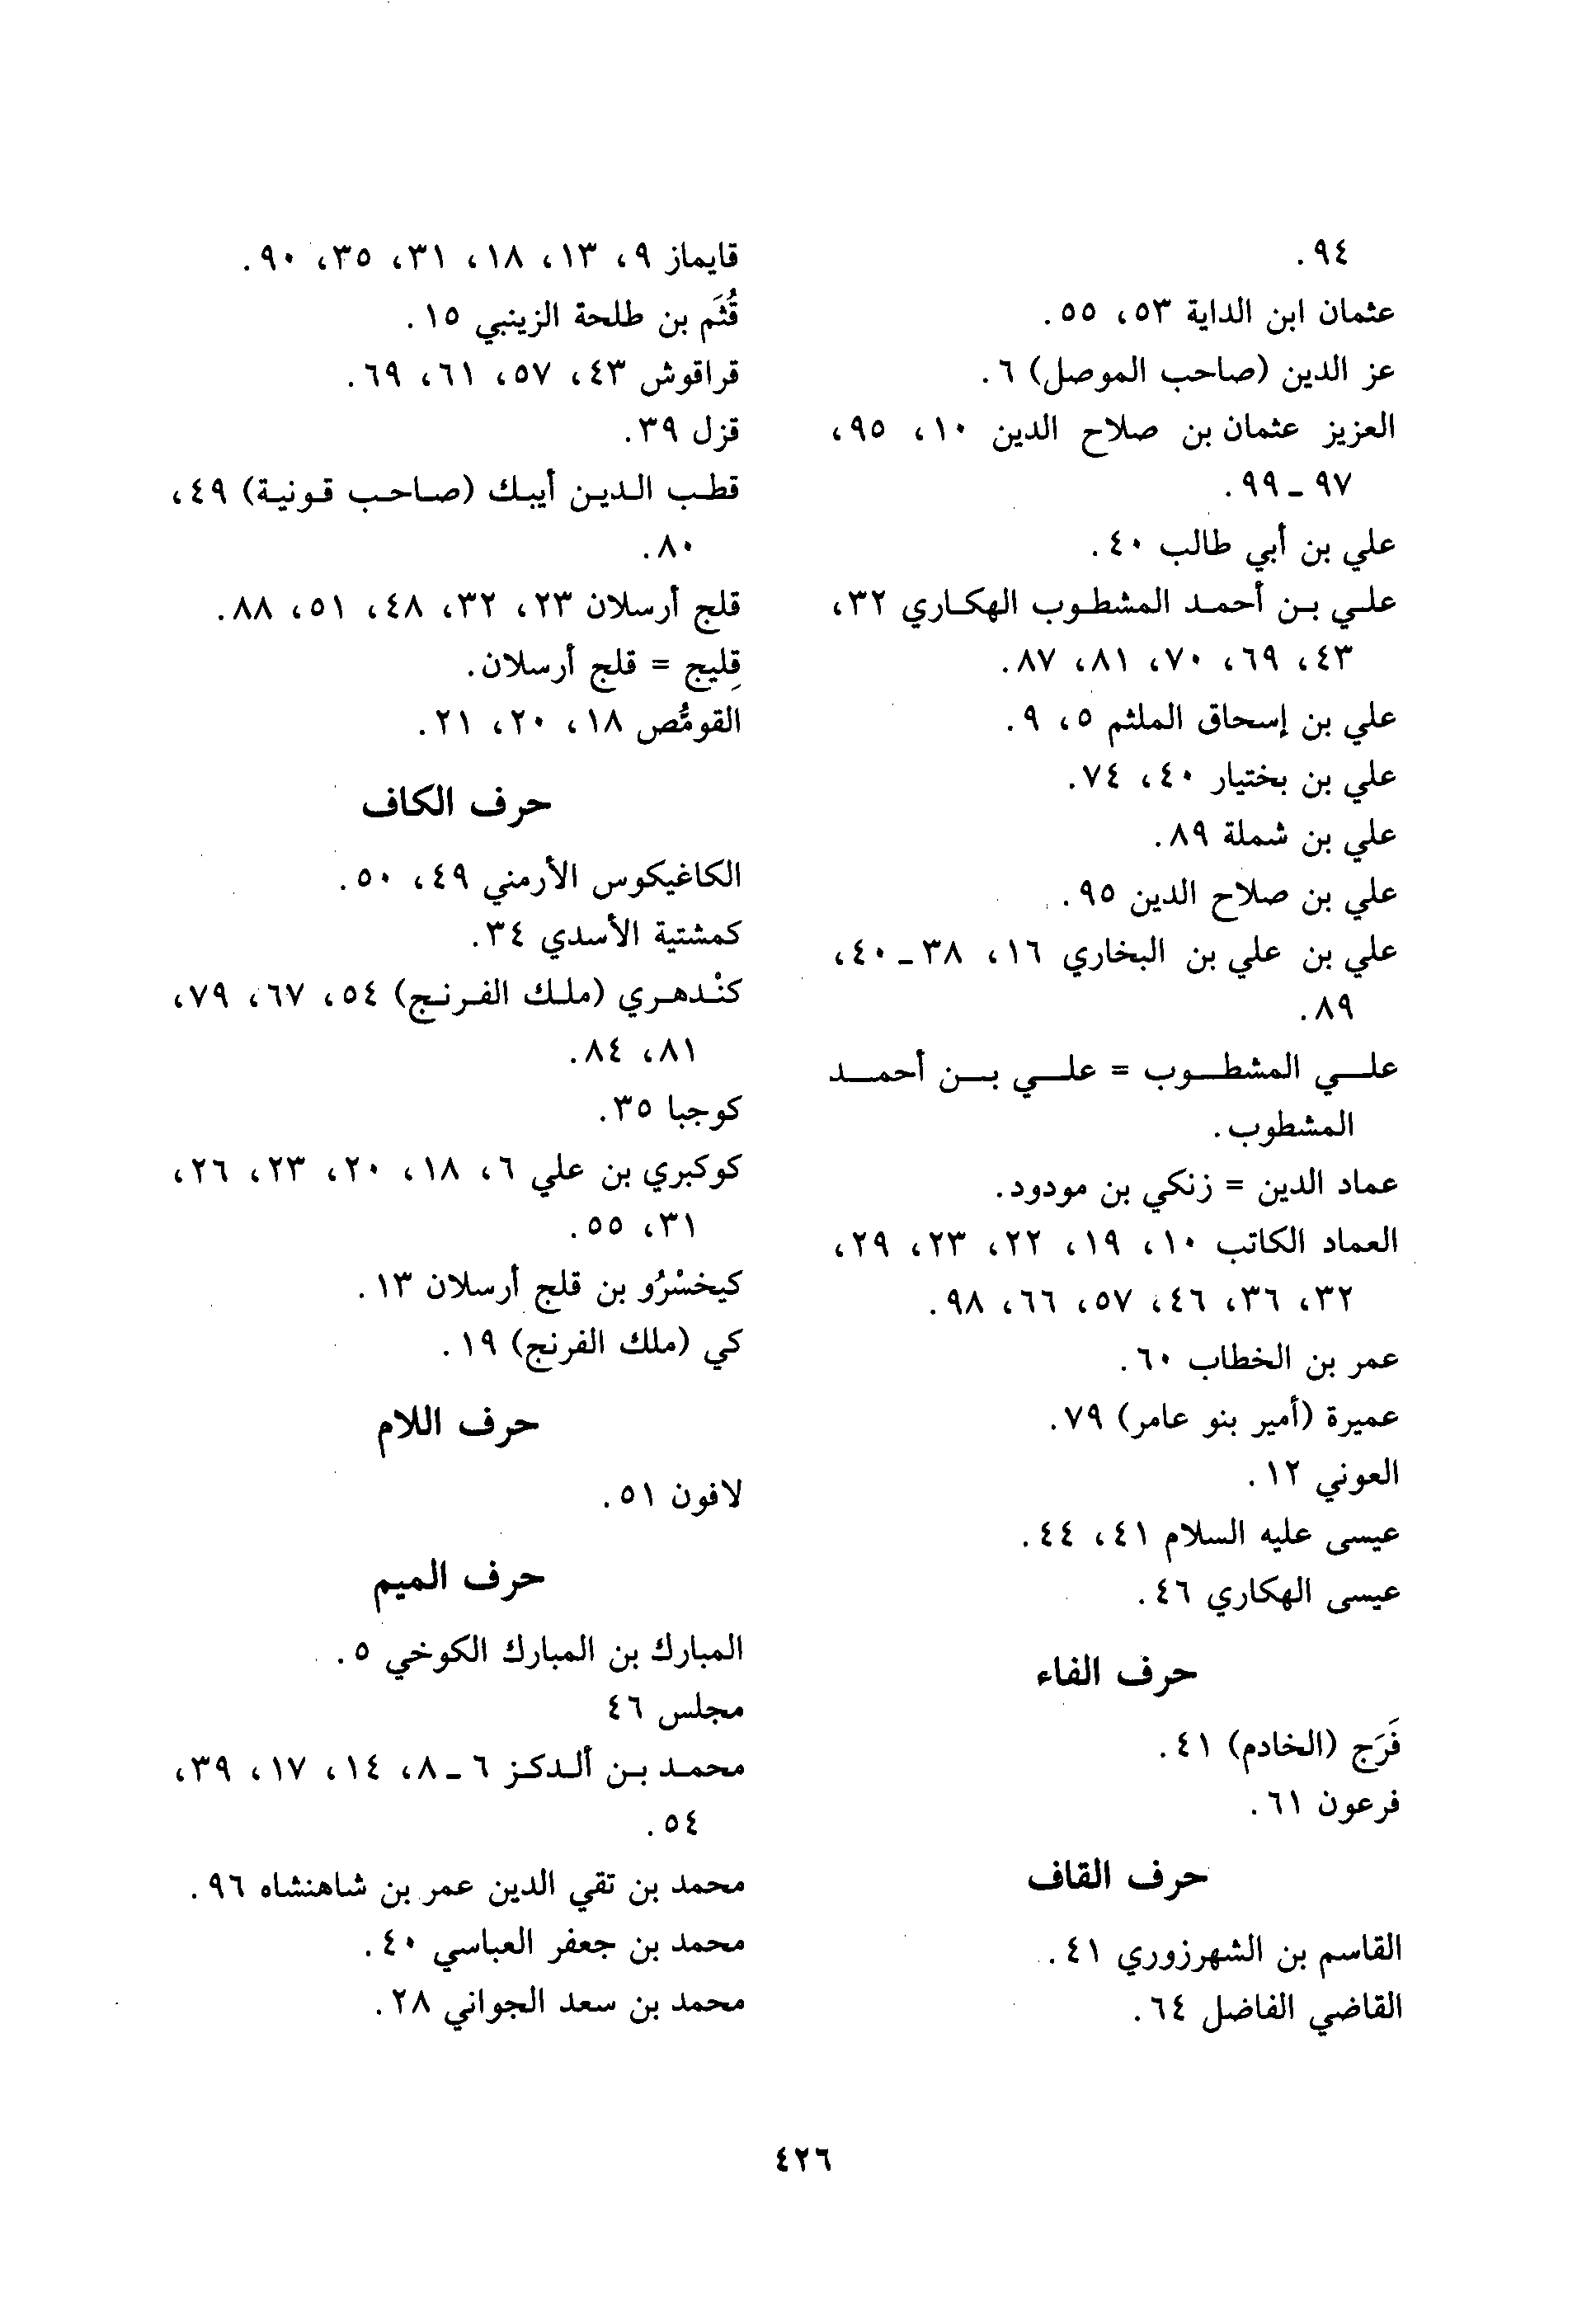 ٩٤.
عثمان ابن الداية ٥٣، ٥٥.
عز الدين (صاحب الموصل) ٦.
العزيز عثمان بن صلاح الدين ١٠، ٩٥،
٩٧ ـ ٩٩.
علي بن أبي طالب ٤٠.
علي بن أحمد المشطوب الهكاري ٣٢،
٤٣، ٦٩، ٧٠، ٨١، ٨٧.
علي بن إسحاق الملثم ٥، ٩.
علي بن بختيار ٤٠، ٧٤.
علي بن شملة ٨٩.
علي بن صلاح الدين ٩٥.
علي بن علي بن البخاري ١٦، ٣٨ ـ ٤٠،
٨٩.
علي المشطوب = علي بن أحمد
المشطوب.
عماد الدين = زنكي بن مودود.
العماد الكاتب ١٠، ١٩، ٢٢، ٢٣، ٢٩،
٣٢، ٣٦، ٤٦، ٥٧، ٦٦، ٩٨.
عمر بن الخطاب ٦٠.
عميرة (أمير بنو عامر) ٧٩.
العوني ١٢.
عيسى عليه السلام ٤١، ٤٤.
عيسى الهكاري ٤٦.
حرف الفاء
فَرَج (الخادم) ٤١.
فرعون ٦١.
حرف القاف
القاسم بن الشهرزوري ٤١.
القاضي الفاضل ٦٤.
قايماز ٩، ١٣، ١٨، ٣١، ٣٥، ٩٠.
قُثَم بن طلحة الزينبي ١٥.
قراقوش ٤٣، ٥٧، ٦١، ٦٩.
قزل ٣٩.
قطب الدين أيبك (صاحب قونية) ٤٩،
٨٠.
قلج أرسلان ٢٣، ٣٢، ٤٨، ٥١، ٨٨.
قِليج = قلج أرسلان.
القومُّص ١٨، ٢٠، ٢١.
حرف الكاف
الكاغيكوس الأرمني ٤٩، ٥٠.
كمشتية الأسدي ٣٤.
كنْدهري (ملك الفرنج) ٥٤، ٦٧، ٧٩،
٨١، ٨٤.
كوجبا ٣٥.
كوكبري بن علي ٦، ١٨، ٢٠، ٢٣، ٢٦،
٣١، ٥٥.
كيخسْرُو بن قلج أرسلان ١٣.
كي (ملك الفرنج) ١٩.
حرف اللام
لافون ٥١.
حرف الميم
المبارك بن المبارك الكوخي ٥.
مجلس ٤٦
محمد بن ألدكز ٦ ـ ٨، ١٤، ١٧، ٣٩،
٥٤.
محمد بن تقي الدين عمر بن شاهنشاه ٩٦.
محمد بن جعفر العباسي ٤٠.
محمد بن سعد الجواني ٢٨.
٤٢٦